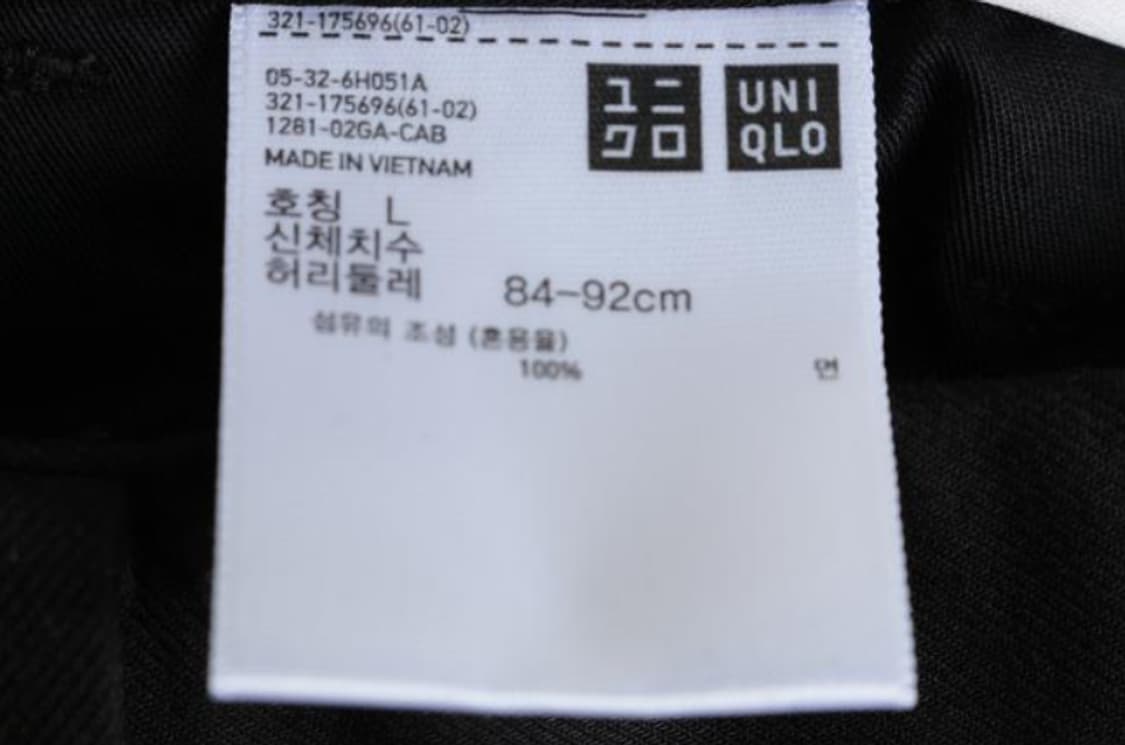 321-175696(61-02)
05-32-6H051A
321-175696(61-02)
1281-02GA-CAB
MADE IN VIETNAM
ユニ
クロ
UNI
QLO
호칭 L
신체치수
허리둘레 84-92cm
섬유의 조성 (혼용율)
100% 면